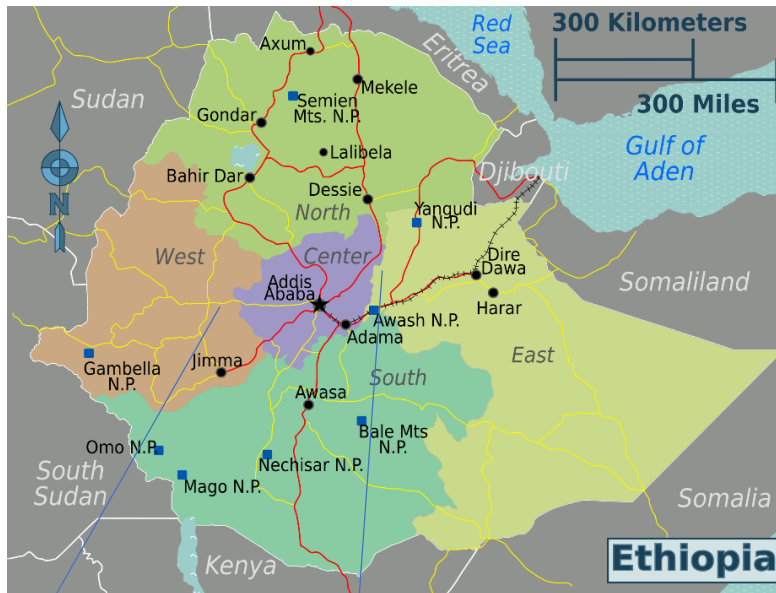 300 Kilometers
Red
Sea
Axum
Eritrea
Mekele
Sudan
Semien
Mts. N.P.
300 Miles
Gondar
Gulf of
Aden
Lalibela
Djibouti
Bahir Dar
Dessie
N
North
Yangudi
N.P.
West
Center
Dire
Dawa
Addis
Ababa
Somaliland
Harar
Awash N.P.
Adama
East
Gambella
N.P.
Jimma
South
Awasa
Bale Mts
N.P.
Omo N.P.
Nechisar N.P.
South
Sudan
Mago N.P.
Somalia
Kenya
Ethiopia